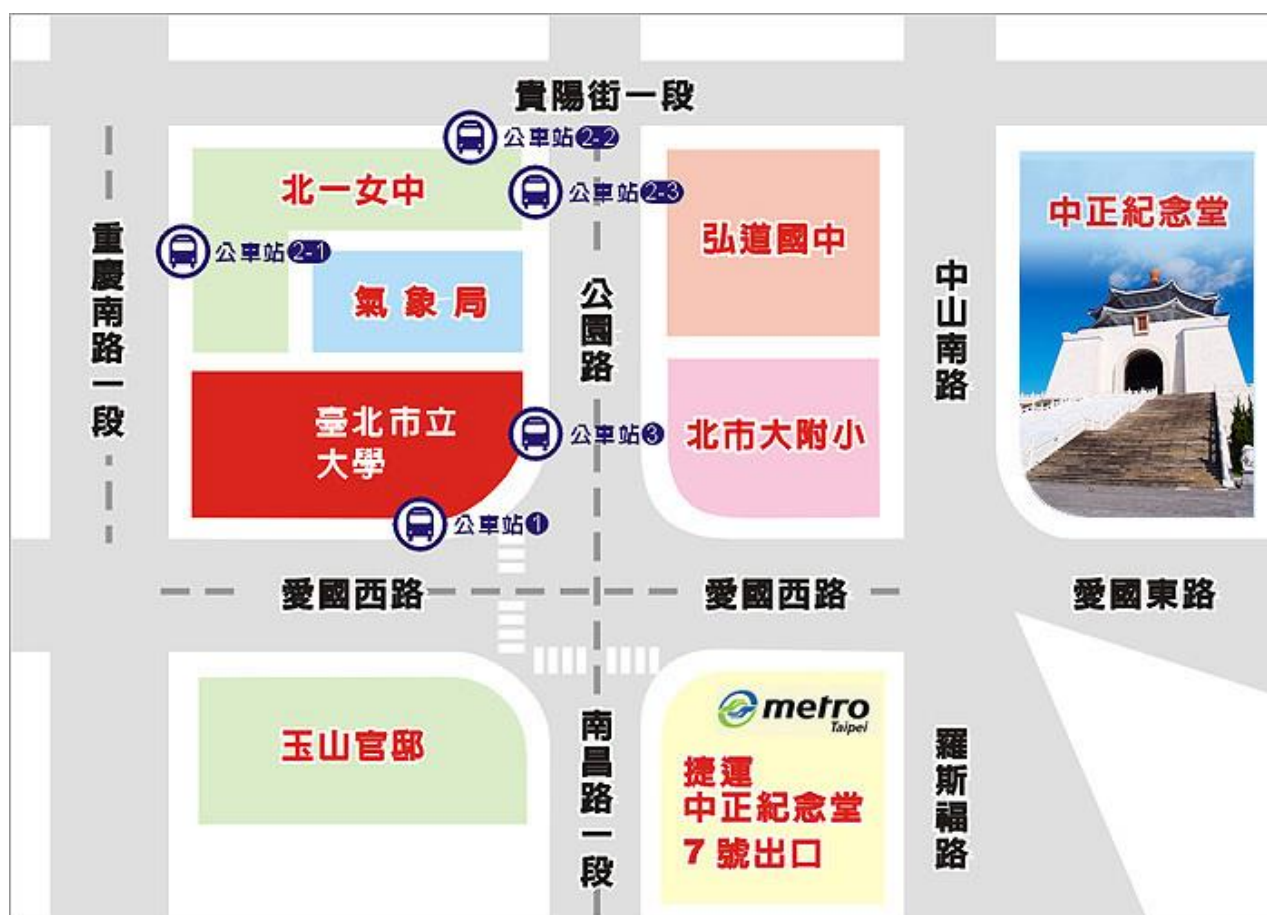 貴陽街一段
公車站2-2
北一女中
公車站2-3
弘道國中
中正紀念堂
公車站2-1
氣象局
重慶南路一段
公園路
中山南路
臺北市立
大學
公車站3
北市大附小
公車站1
愛國西路
愛國西路
愛國東路
玉山官邸
南昌路一段
metro
Taipei
捷運
中正紀念堂
7號出口
羅斯福路